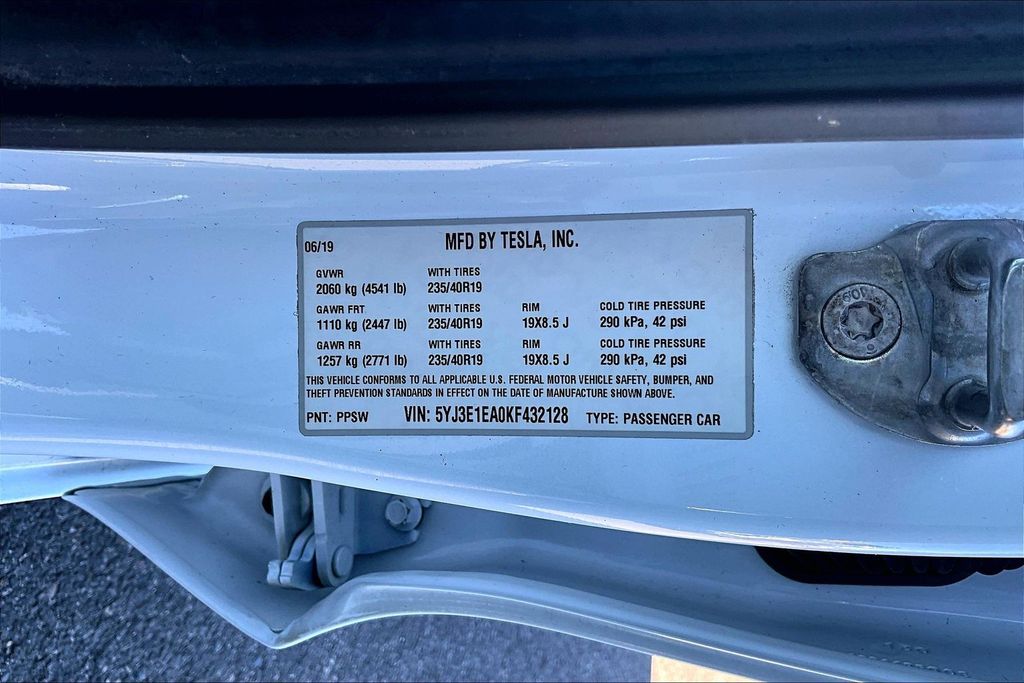 06/19 MFD BY TESLA, INC.
GVWR WITH TIRES
2060 kg (4541 lb) 235/40R19
GAWR FRT WITH TIRES RIM COLD TIRE PRESSURE
1110 kg (2447 lb) 235/40R19 19X8.5 J 290 kPa, 42 psi
GAWR RR WITH TIRES RIM COLD TIRE PRESSURE
1257 kg (2771 lb) 235/40R19 19X8.5 J 290 kPa, 42 psi
THIS VEHICLE CONFORMS TO ALL APPLICABLE U.S. FEDERAL MOTOR VEHICLE SAFETY, BUMPER, AND
THEFT PREVENTION STANDARDS IN EFFECT ON THE DATE OF MANUFACTURE SHOWN ABOVE.
PNT: PPSW VIN: 5YJ3E1EA0KF432128 TYPE: PASSENGER CAR